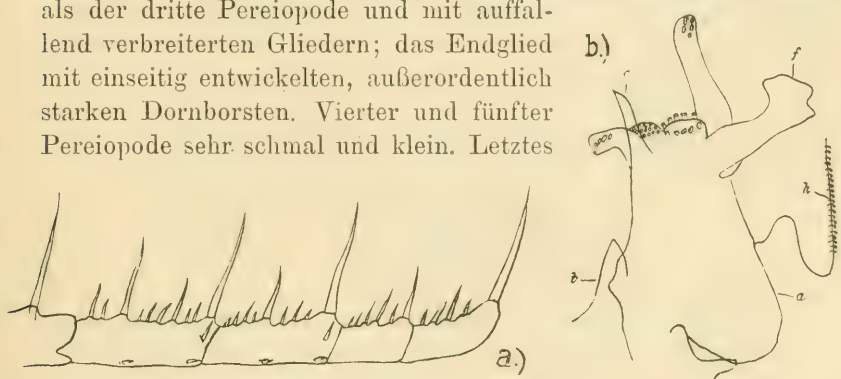 als der dritte Pereiopode und mit auffal-
lend verbreiterten Gliedern; das Endglied
mit einseitig entwickelten, außerordentlich
starken Dornborsten. Vierter und fünfter
Pereiopode sehr schmal und klein. Letztes
b.)
f
h
a
a.)